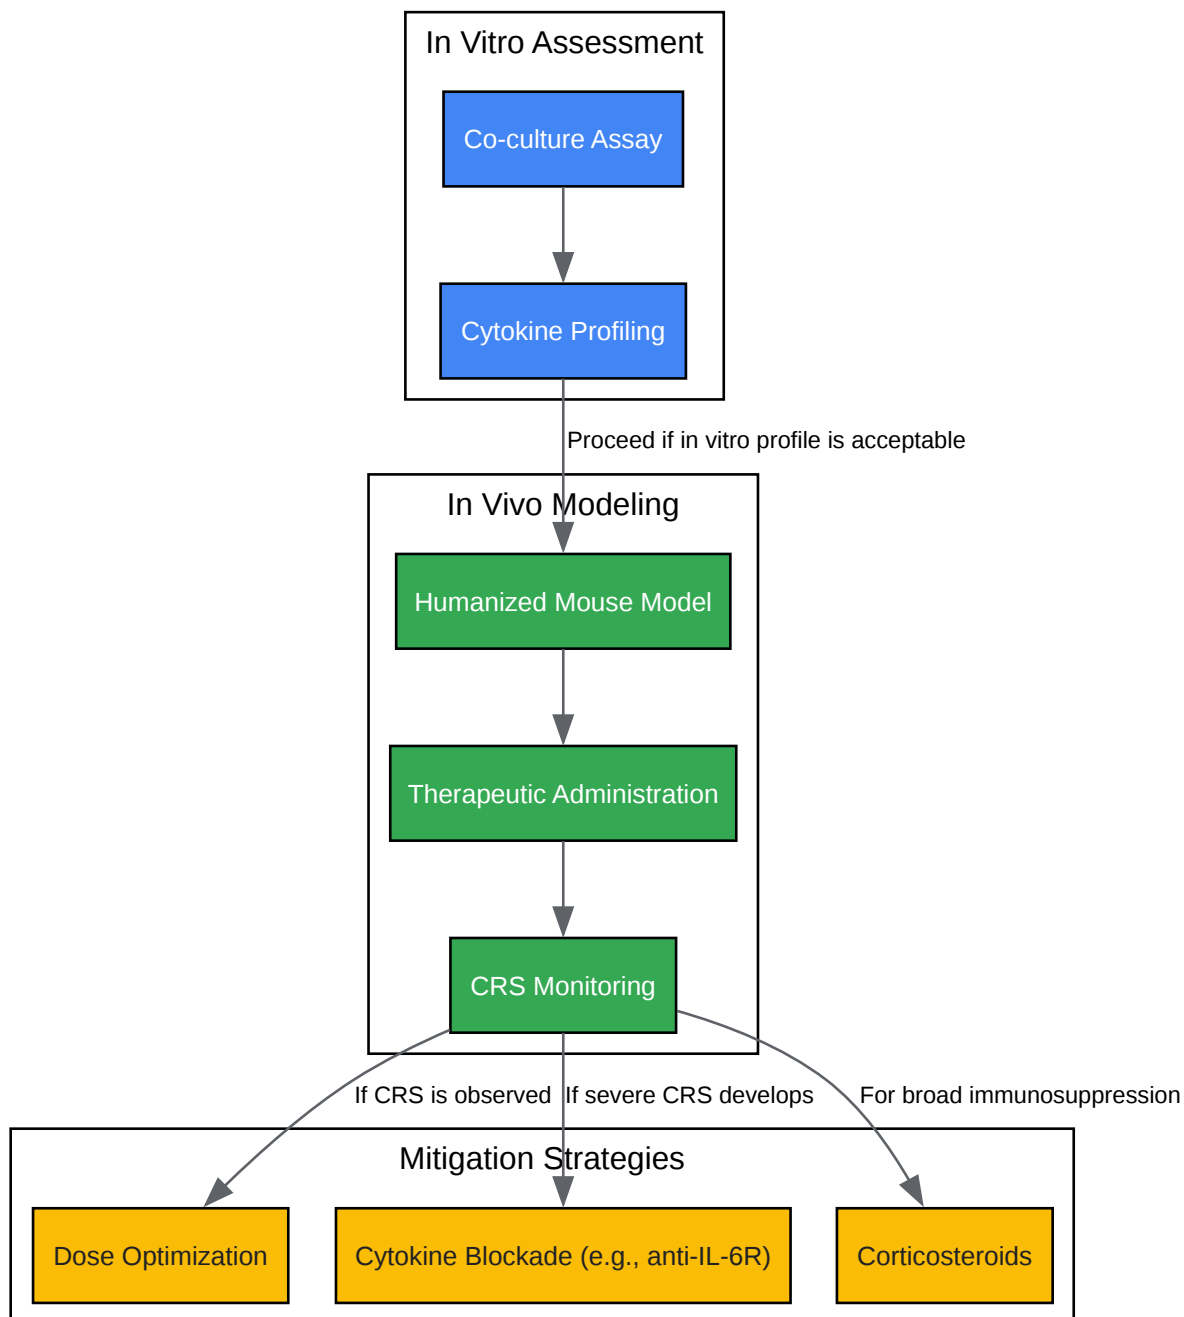 In Vitro Assessment
Co-culture Assay
Cytokine Profiling
Proceed if in vitro profile is acceptable
In Vivo Modeling
Humanized Mouse Model
Therapeutic Administration
CRS Monitoring
If CRS is observed
If severe CRS develops
For broad immunosuppression
Mitigation Strategies
Dose Optimization
Cytokine Blockade (e.g., anti-IL-6R)
Corticosteroids